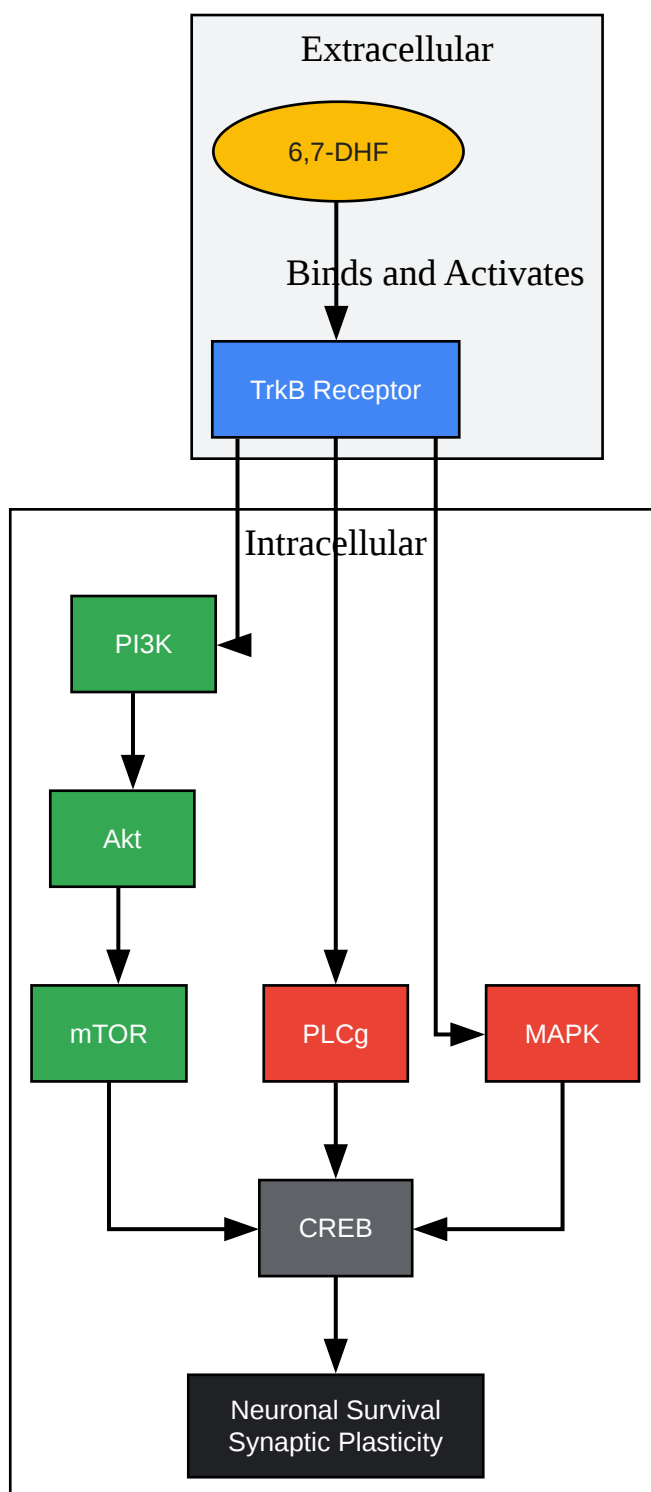 Extracellular
6,7-DHF
Binds and Activates
TrkB Receptor
Intracellular
PI3K
Akt
mTOR
PLCg
MAPK
CREB
Neuronal Survival
Synaptic Plasticity